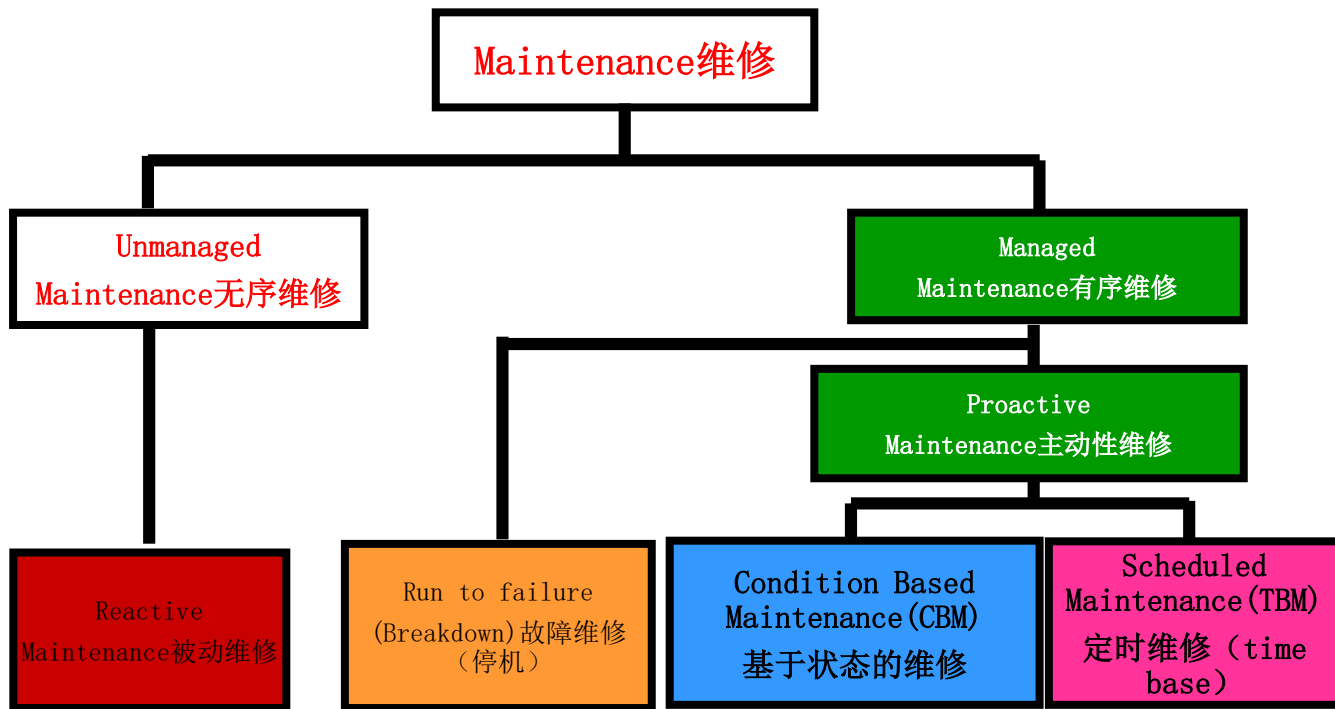 Maintenance维修
Unmanaged
Maintenance无序维修
Managed
Maintenance有序维修
Proactive
Maintenance主动性维修
Reactive
Maintenance被动维修
Run to failure
(Breakdown)故障维修
（停机）
Condition Based
Maintenance(CBM)
基于状态的维修
Scheduled
Maintenance(TBM)
定时维修（time
base）